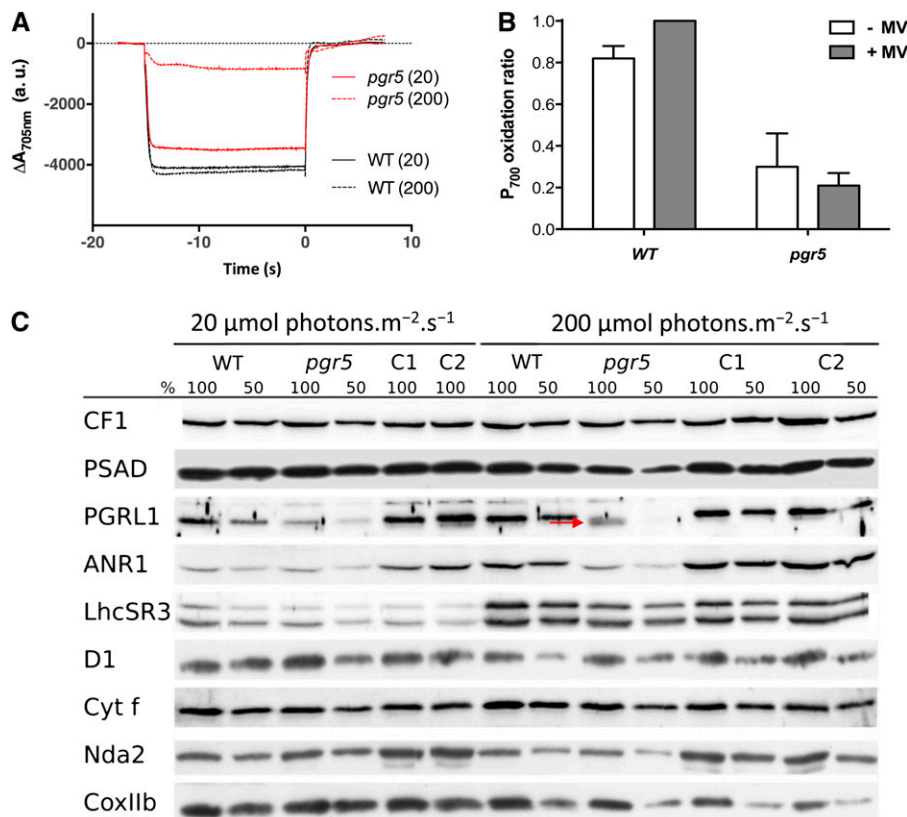 A
0
-2000
-4000
ΔA705nm (a. u.)
pgr5 (20)
pgr5 (200)
WT (20)
WT (200)
-20 -10 0 10
Time (s)
B
1.0
0.8
0.6
0.4
0.2
0.0
P700 oxidation ratio
- MV
+ MV
WT pgr5
C
20 μmol photons.m−2.s−1 200 μmol photons.m−2.s−1
WT pgr5 C1 C2 WT pgr5 C1 C2
% 100 50 100 50 100 100 100 50 100 50 100 50 100 50
CF1
PSAD
PGRL1
ANR1
LhcSR3
D1
Cyt f
Nda2
CoxIIb